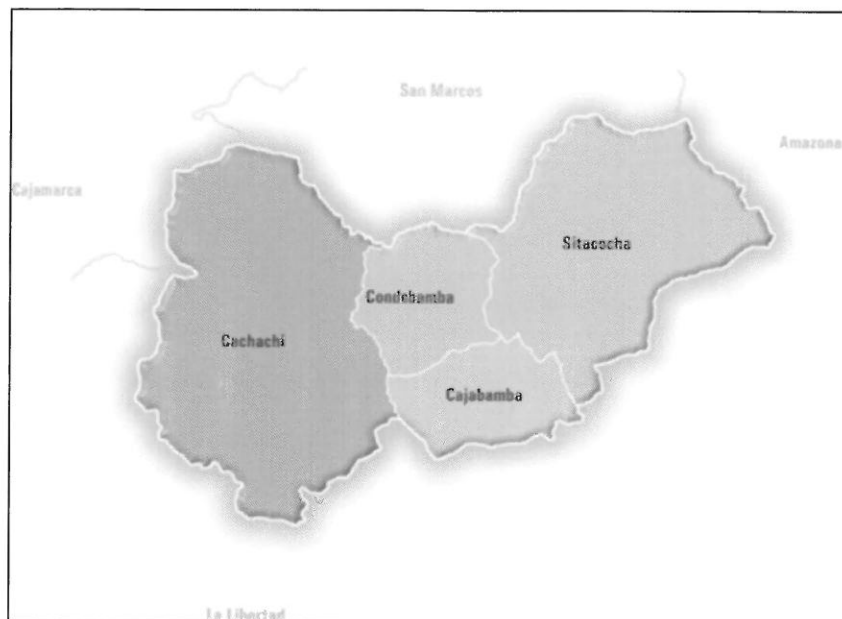 San Marcos
Amazona
Cajamarca
Sitacocha
Condebamba
Cachachi
Cajabamba
La Libertad